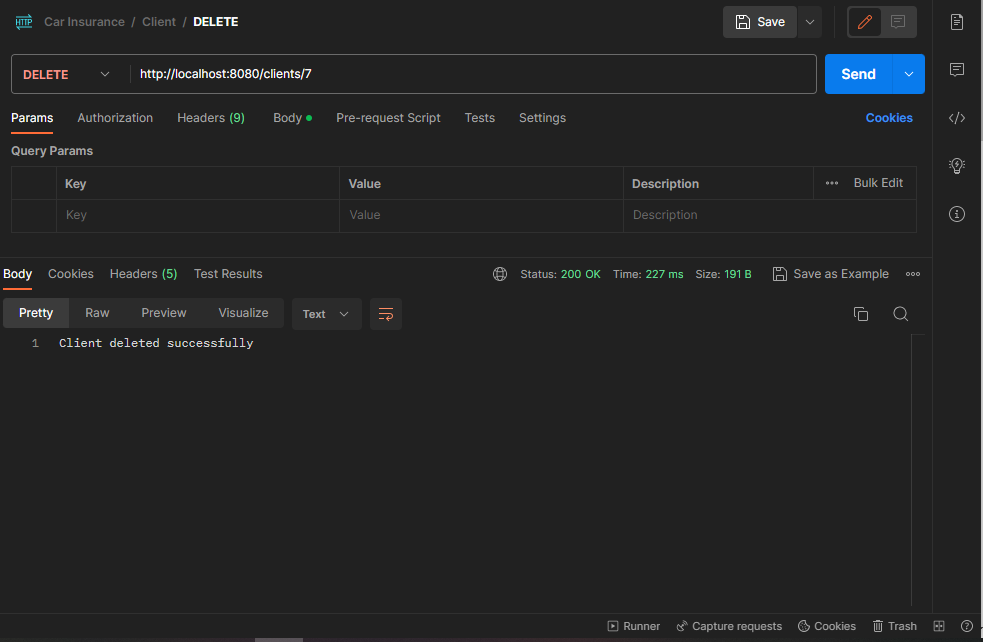 HTTP Car Insurance / Client / DELETE Save
DELETE http://localhost:8080/clients/7 Send
Params Authorization Headers (9) Body Pre-request Script Tests Settings Cookies
Query Params
Key Value Description Bulk Edit
Key Value Description
Body Cookies Headers (5) Test Results Status: 200 OK Time: 227 ms Size: 191 B Save as Example
Pretty Raw Preview Visualize Text
1 Client deleted successfully
Runner Capture requests Cookies Trash